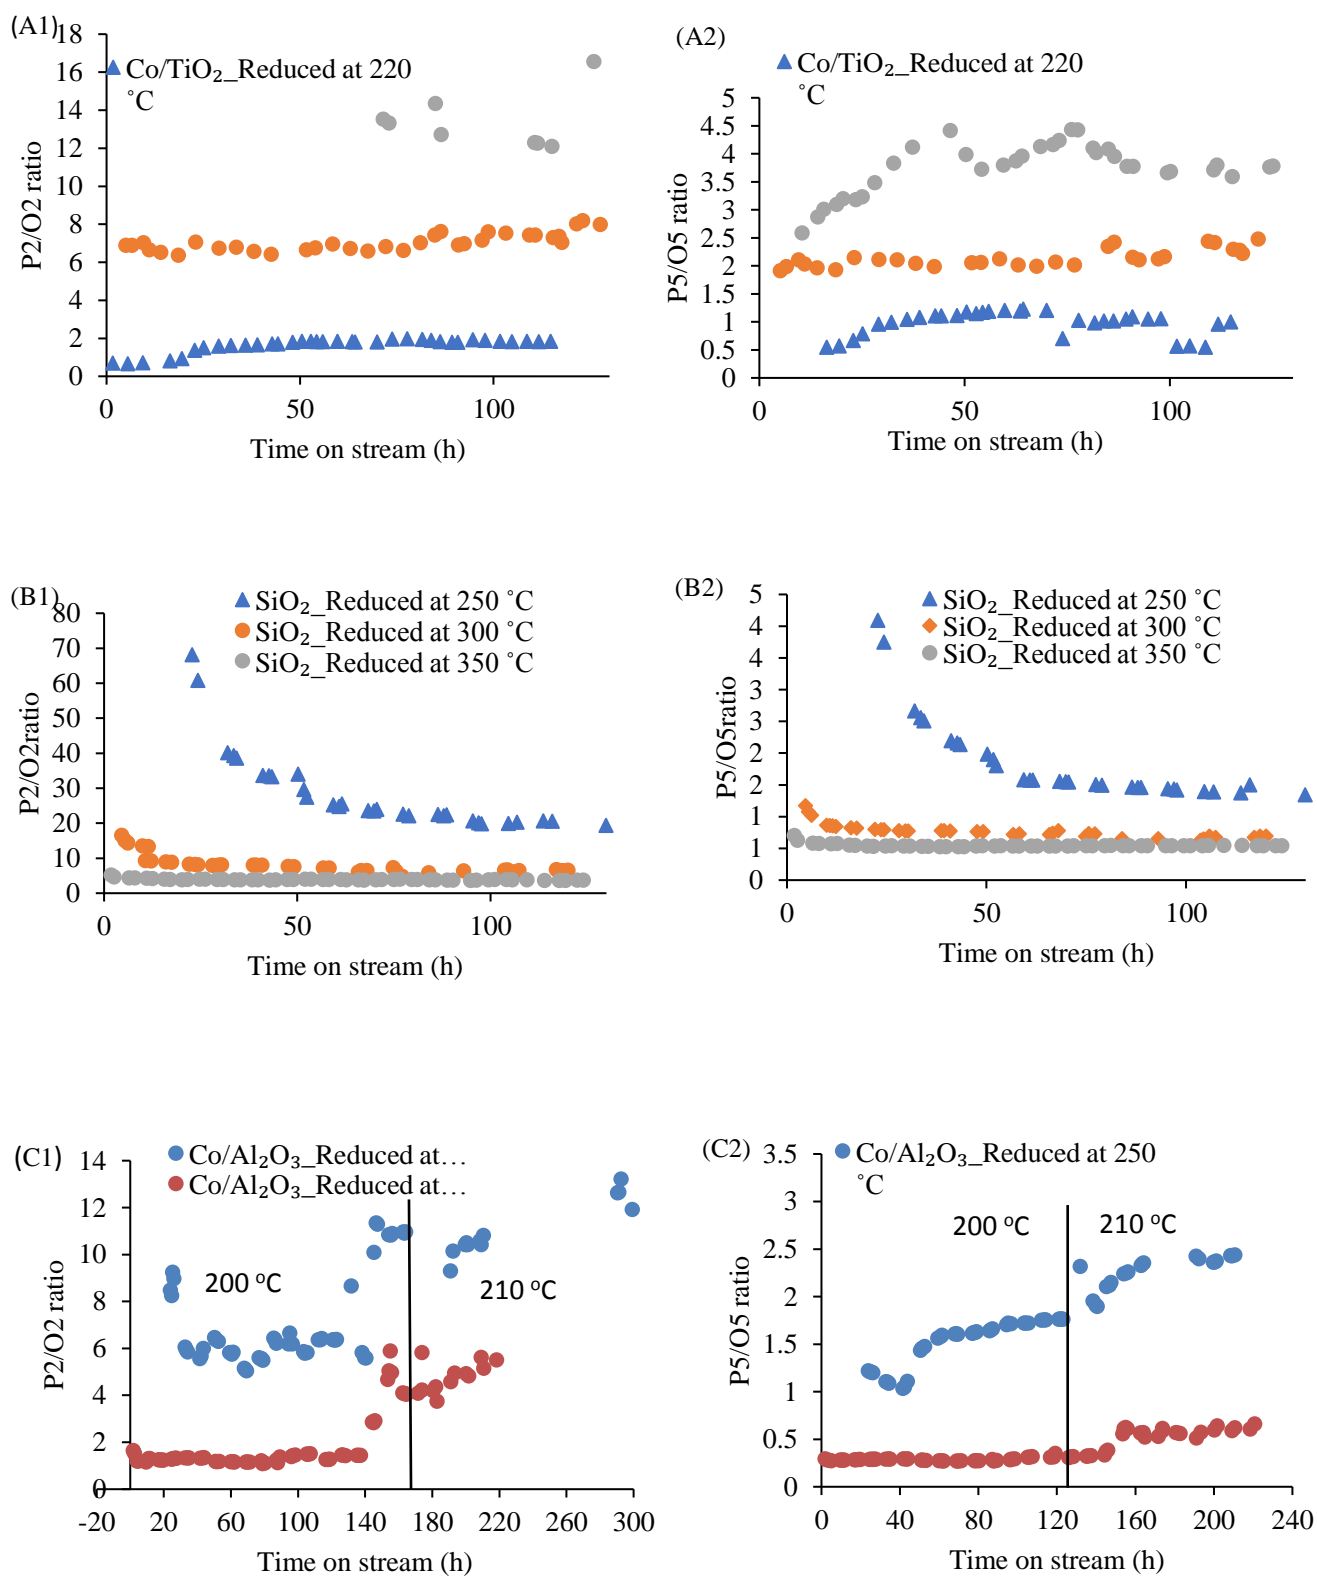 (A1)
18
16
14
12
10
8
6
4
2
0
0
50
100
P2/O2 ratio
Time on stream (h)
Co/TiO₂_Reduced at 220
˚C
(A2)
Co/TiO₂_Reduced at 220
˚C
5
4.5
4
3.5
3
2.5
2
1.5
1
0.5
0
0
50
100
P5/O5 ratio
Time on stream (h)
(B1)
80
70
60
50
40
30
20
10
0
0
50
100
P2/O2ratio
Time on stream (h)
SiO₂_Reduced at 250 ˚C
SiO₂_Reduced at 300 ˚C
SiO₂_Reduced at 350 ˚C
(B2)
5
4
4
3
3
2
2
1
1
0
0
50
100
P5/O5ratio
Time on stream (h)
SiO₂_Reduced at 250 ˚C
SiO₂_Reduced at 300 ˚C
SiO₂_Reduced at 350 ˚C
(C1)
Co/Al₂O₃_Reduced at…
Co/Al₂O₃_Reduced at…
14
12
10
8
6
4
2
0
-20
20
60
100
140
180
220
260
300
200 ᵒC
210 ᵒC
P2/O2 ratio
Time on stream (h)
(C2)
Co/Al₂O₃_Reduced at 250
˚C
3.5
3
2.5
2
1.5
1
0.5
0
0
40
80
120
160
200
240
200 ᵒC
210 ᵒC
P5/O5 ratio
Time on stream (h)